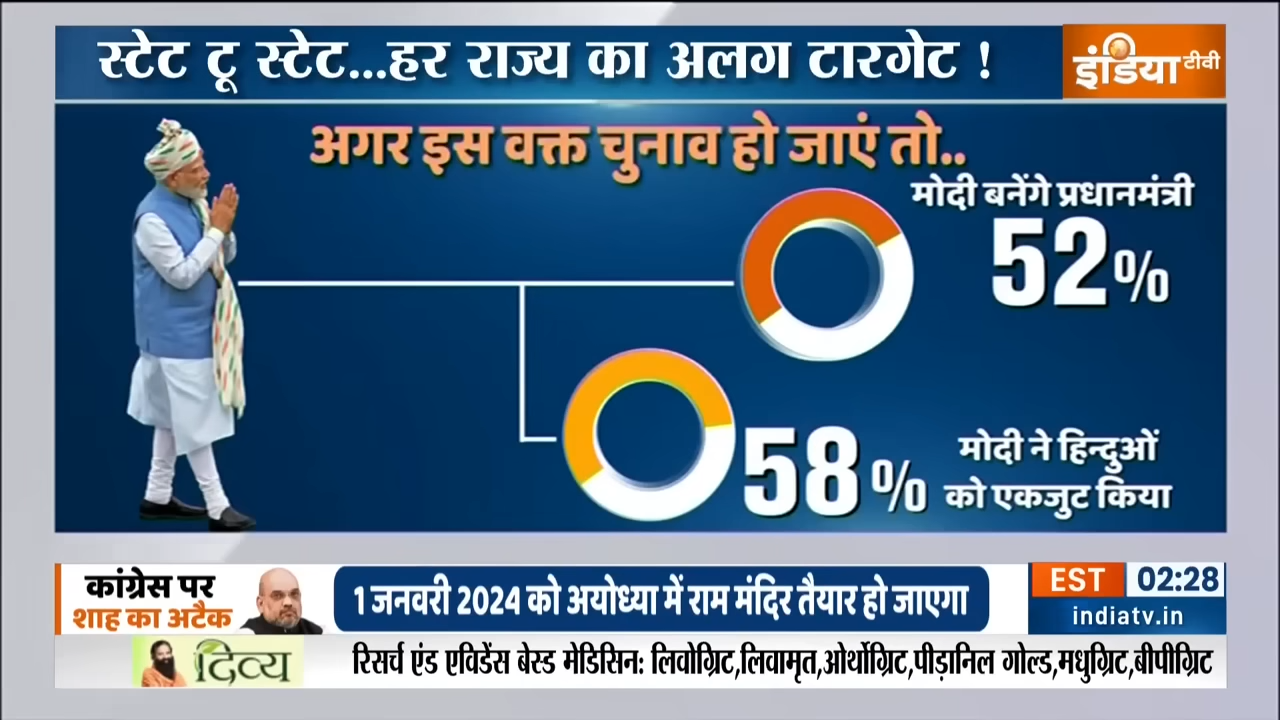 स्टेट टू स्टेट...हर राज्य का अलग टारगेट !
इंडिया टीवी
अगर इस वक्त चुनाव हो जाएं तो..
मोदी बनेंगे प्रधानमंत्री
52%
58%
मोदी ने हिन्दुओं
को एकजुट किया
कांग्रेस पर
शाह का अटैक
1 जनवरी 2024 को अयोध्या में राम मंदिर तैयार हो जाएगा
EST 02:28
indiatv.in
दिव्य
रिसर्च एंड एविडेंस बेस्ड मेडिसिन: लिवोग्रिट,लिवामृत,ओर्थोग्रिट,पीड़ानिल गोल्ड,मधुग्रिट,बीपीग्रिट